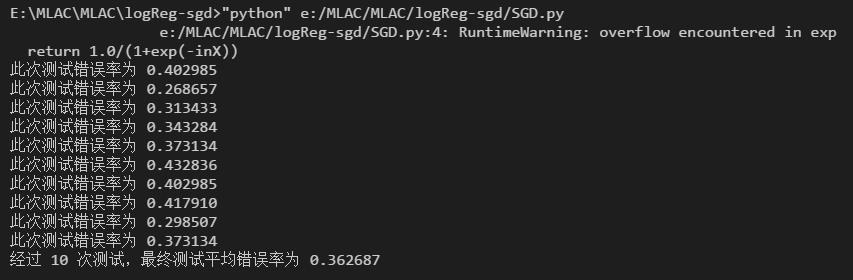 E:\MLAC\MLAC\logReg-sgd>"python" e:/MLAC/MLAC/logReg-sgd/SGD.py
e:/MLAC/MLAC/logReg-sgd/SGD.py:4: RuntimeWarning: overflow encountered in exp
return 1.0/(1+exp(-inX))
此次测试错误率为 0.402985
此次测试错误率为 0.268657
此次测试错误率为 0.313433
此次测试错误率为 0.343284
此次测试错误率为 0.373134
此次测试错误率为 0.432836
此次测试错误率为 0.402985
此次测试错误率为 0.417910
此次测试错误率为 0.298507
此次测试错误率为 0.373134
经过 10 次测试，最终测试平均错误率为 0.362687